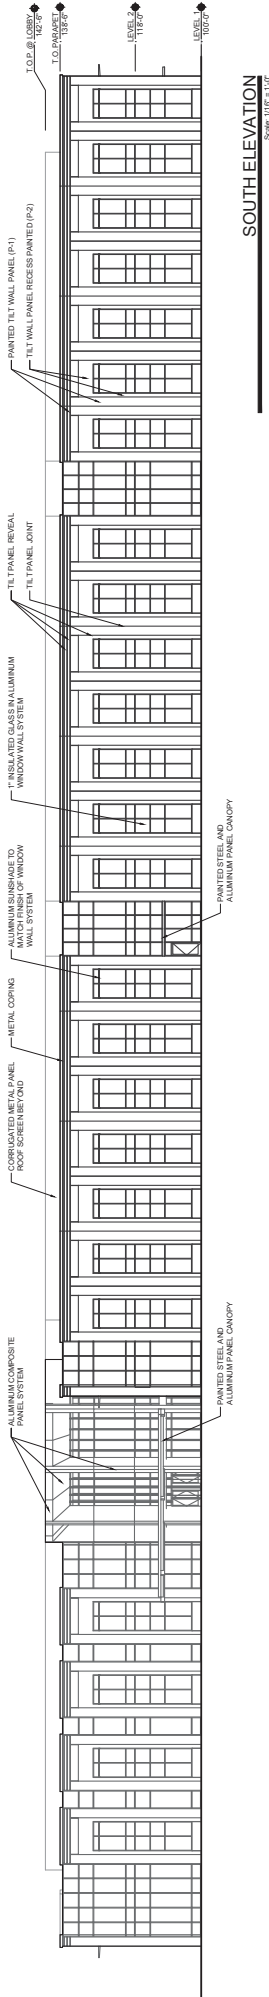 ALUMINUM COMPOSITE
PANEL SYSTEM
CORRUGATED METAL PANEL
ROOF SCREEN BEYOND
METAL COPING
ALUMINUM SUNSHADE TO
MATCH FINISH OF WINDOW
WALL SYSTEM
1" INSULATED GLASS IN ALUMINUM
WINDOW WALL SYSTEM
TILT PANEL REVEAL
TILT PANEL JOINT
PAINTED TILT WALL PANEL (P-1)
TILT WALL PANEL RECESS PAINTED (P-2)
T.O.P. @ LOBBY
142'-6"
T.O. PARAPET
138'-6"
LEVEL 2
118'-0"
LEVEL 1
100'-0"
PAINTED STEEL AND
ALUMINUM PANEL CANOPY
PAINTED STEEL AND
ALUMINUM PANEL CANOPY
SOUTH ELEVATION
Scale: 1/16" = 1'-0"